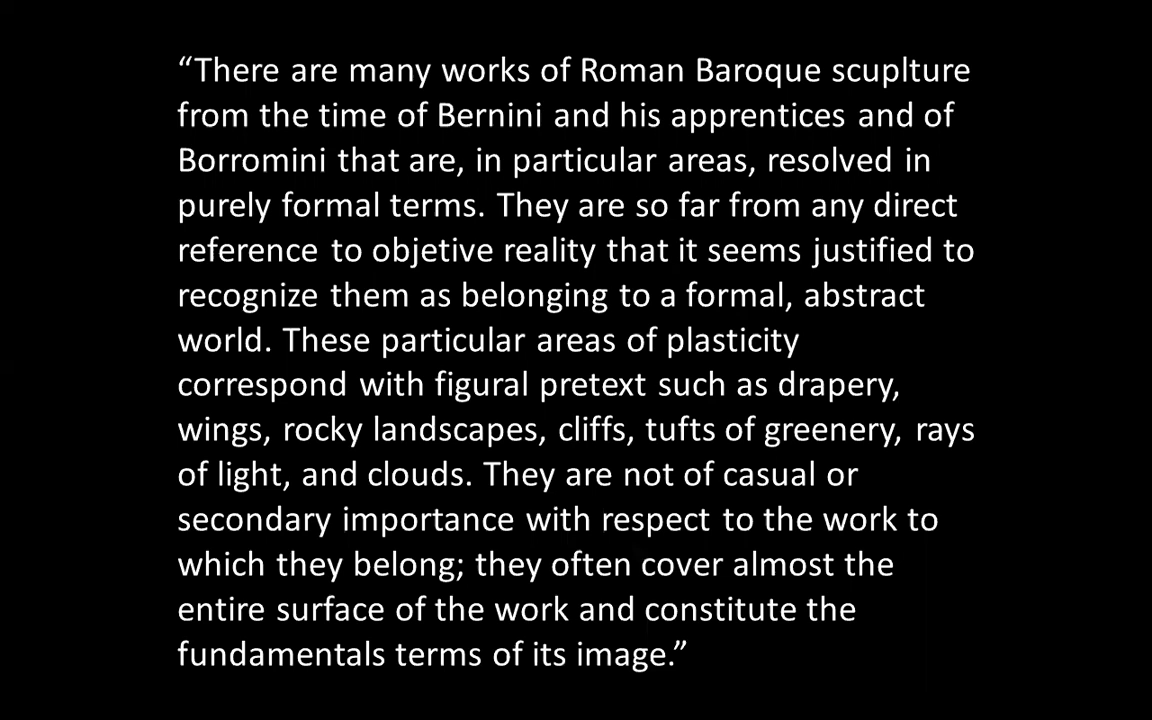 “There are many works of Roman Baroque scuplture
from the time of Bernini and his apprentices and of
Borromini that are, in particular areas, resolved in
purely formal terms. They are so far from any direct
reference to objetive reality that it seems justified to
recognize them as belonging to a formal, abstract
world. These particular areas of plasticity
correspond with figural pretext such as drapery,
wings, rocky landscapes, cliffs, tufts of greenery, rays
of light, and clouds. They are not of casual or
secondary importance with respect to the work to
which they belong; they often cover almost the
entire surface of the work and constitute the
fundamentals terms of its image.”